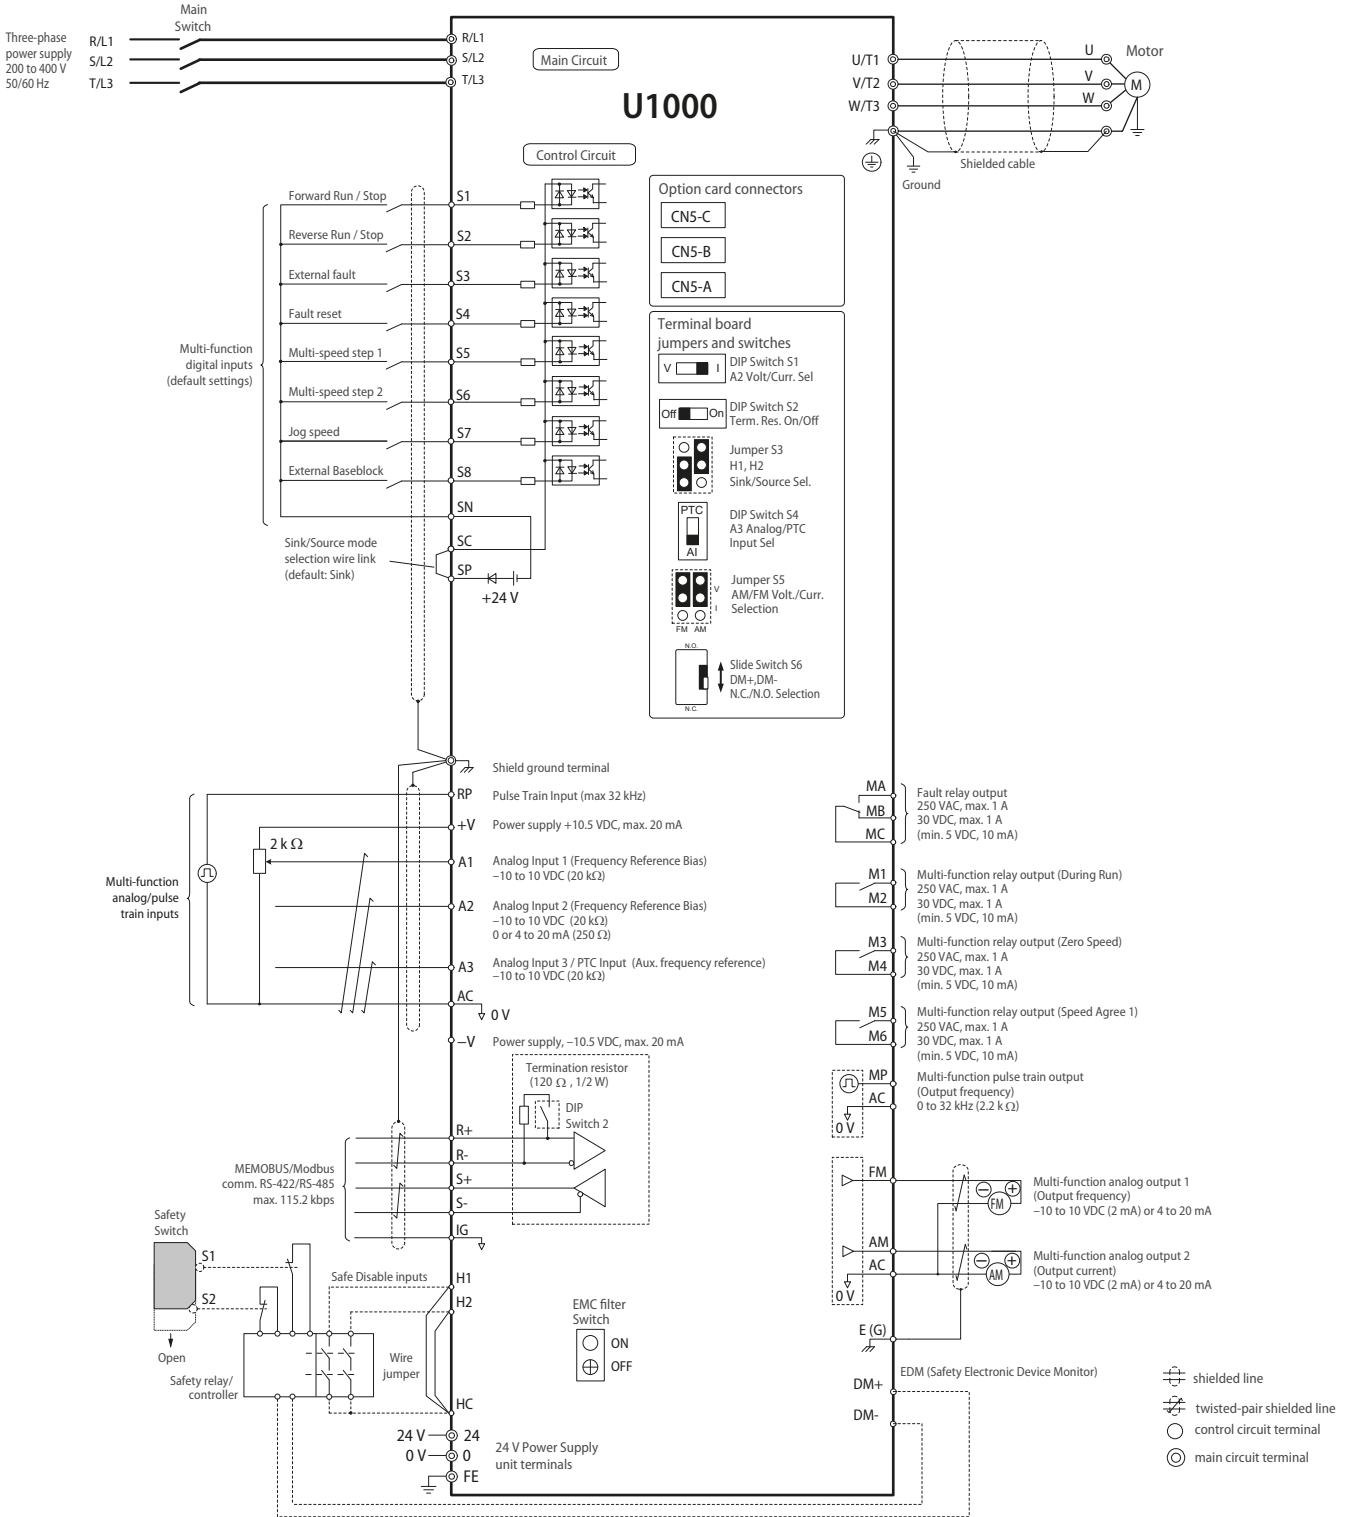 Main
Switch
Three-phase
power supply
200 to 400 V
50/60 Hz
R/L1
S/L2
T/L3
R/L1
S/L2
T/L3
Main Circuit
U1000
Control Circuit
U/T1
V/T2
W/T3
U
V
W
Motor
M
Shielded cable
Ground
Forward Run / Stop
S1
Reverse Run / Stop
S2
External fault
S3
Fault reset
S4
Multi-speed step 1
S5
Multi-speed step 2
S6
Jog speed
S7
External Baseblock
S8
SN
SC
SP
+24 V
Multi-function
digital inputs
(default settings)
Sink/Source mode
selection wire link
(default: Sink)
Option card connectors
CN5-C
CN5-B
CN5-A
Terminal board
jumpers and switches
V
I
DIP Switch S1
A2 Volt/Curr. Sel
Off
On
DIP Switch S2
Term. Res. On/Off
Jumper S3
H1, H2
Sink/Source Sel.
PTC
AI
DIP Switch S4
A3 Analog/PTC
Input Sel
V
I
FM AM
Jumper S5
AM/FM Volt./Curr.
Selection
N.O.
N.C.
Slide Switch S6
DM+,DM-
N.C./N.O. Selection
Shield ground terminal
RP
Pulse Train Input (max 32 kHz)
+V
Power supply +10.5 VDC, max. 20 mA
2 k Ω
A1
Analog Input 1 (Frequency Reference Bias)
−10 to 10 VDC (20 kΩ)
A2
Analog Input 2 (Frequency Reference Bias)
−10 to 10 VDC (20 kΩ)
0 or 4 to 20 mA (250 Ω)
A3
Analog Input 3 / PTC Input (Aux. frequency reference)
−10 to 10 VDC (20 kΩ)
AC
0 V
−V
Power supply, −10.5 VDC, max. 20 mA
Multi-function
analog/pulse
train inputs
Termination resistor
(120 Ω , 1/2 W)
DIP
Switch 2
R+
R-
S+
S-
IG
MEMOBUS/Modbus
comm. RS-422/RS-485
max. 115.2 kbps
Safety
Switch
S1
S2
Open
Safety relay/
controller
Safe Disable inputs
H1
H2
Wire
jumper
HC
EMC filter
Switch
ON
OFF
24 V
24
0 V
0
FE
24 V Power Supply
unit terminals
MA
MB
MC
Fault relay output
250 VAC, max. 1 A
30 VDC, max. 1 A
(min. 5 VDC, 10 mA)
M1
M2
Multi-function relay output (During Run)
250 VAC, max. 1 A
30 VDC, max. 1 A
(min. 5 VDC, 10 mA)
M3
M4
Multi-function relay output (Zero Speed)
250 VAC, max. 1 A
30 VDC, max. 1 A
(min. 5 VDC, 10 mA)
M5
M6
Multi-function relay output (Speed Agree 1)
250 VAC, max. 1 A
30 VDC, max. 1 A
(min. 5 VDC, 10 mA)
MP
AC
0 V
Multi-function pulse train output
(Output frequency)
0 to 32 kHz (2.2 k Ω)
FM
FM
Multi-function analog output 1
(Output frequency)
−10 to 10 VDC (2 mA) or 4 to 20 mA
AM
AC
0 V
AM
Multi-function analog output 2
(Output current)
−10 to 10 VDC (2 mA) or 4 to 20 mA
E (G)
EDM (Safety Electronic Device Monitor)
DM+
DM-
shielded line
twisted-pair shielded line
control circuit terminal
main circuit terminal